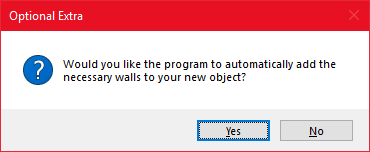 Optional Extra
Would you like the program to automatically add the
necessary walls to your new object?
Yes
No